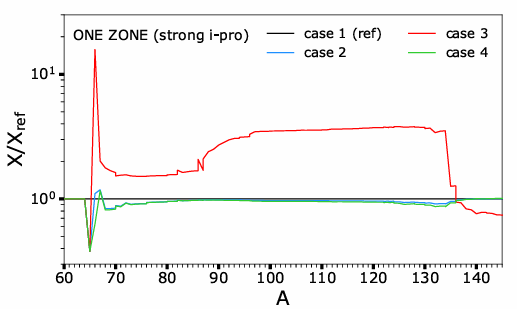 ONE ZONE (strong i-pro)
case 1 (ref)
case 2
case 3
case 4
X/Xref
10¹
10⁰
60 70 80 90 100 110 120 130 140
A